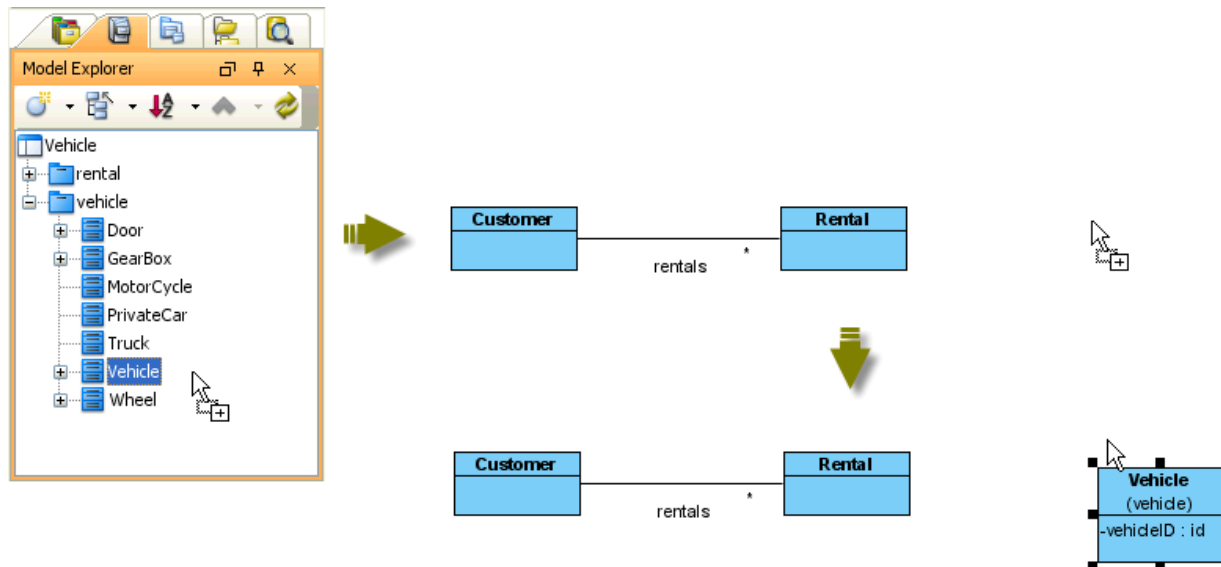 Model Explorer
Vehicle
rental
vehicle
Door
GearBox
MotorCycle
PrivateCar
Truck
Vehicle
Wheel
Customer
Rental
rentals
*
Customer
Rental
rentals
*
Vehicle
(vehicle)
-vehicleID : id